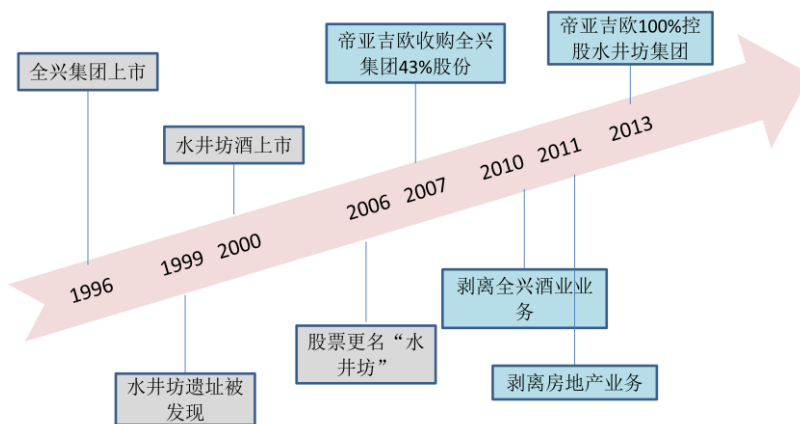 全兴集团上市
水井坊酒上市
帝亚吉欧收购全兴
集团43%股份
帝亚吉欧100%控
股水井坊集团
1996
1999
2000
2006
2007
2010
2011
2013
水井坊遗址被
发现
股票更名“水
井坊”
剥离全兴酒业业
务
剥离房地产业务